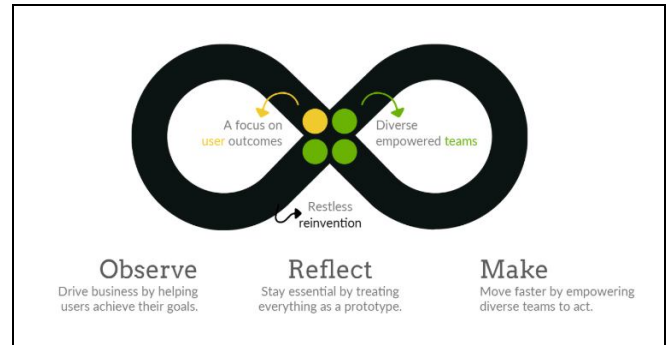 A focus on
user outcomes
Diverse
empowered teams
Restless
reinvention
Observe
Drive business by helping
users achieve their goals.
Reflect
Stay essential by treating
everything as a prototype.
Make
Move faster by empowering
diverse teams to act.